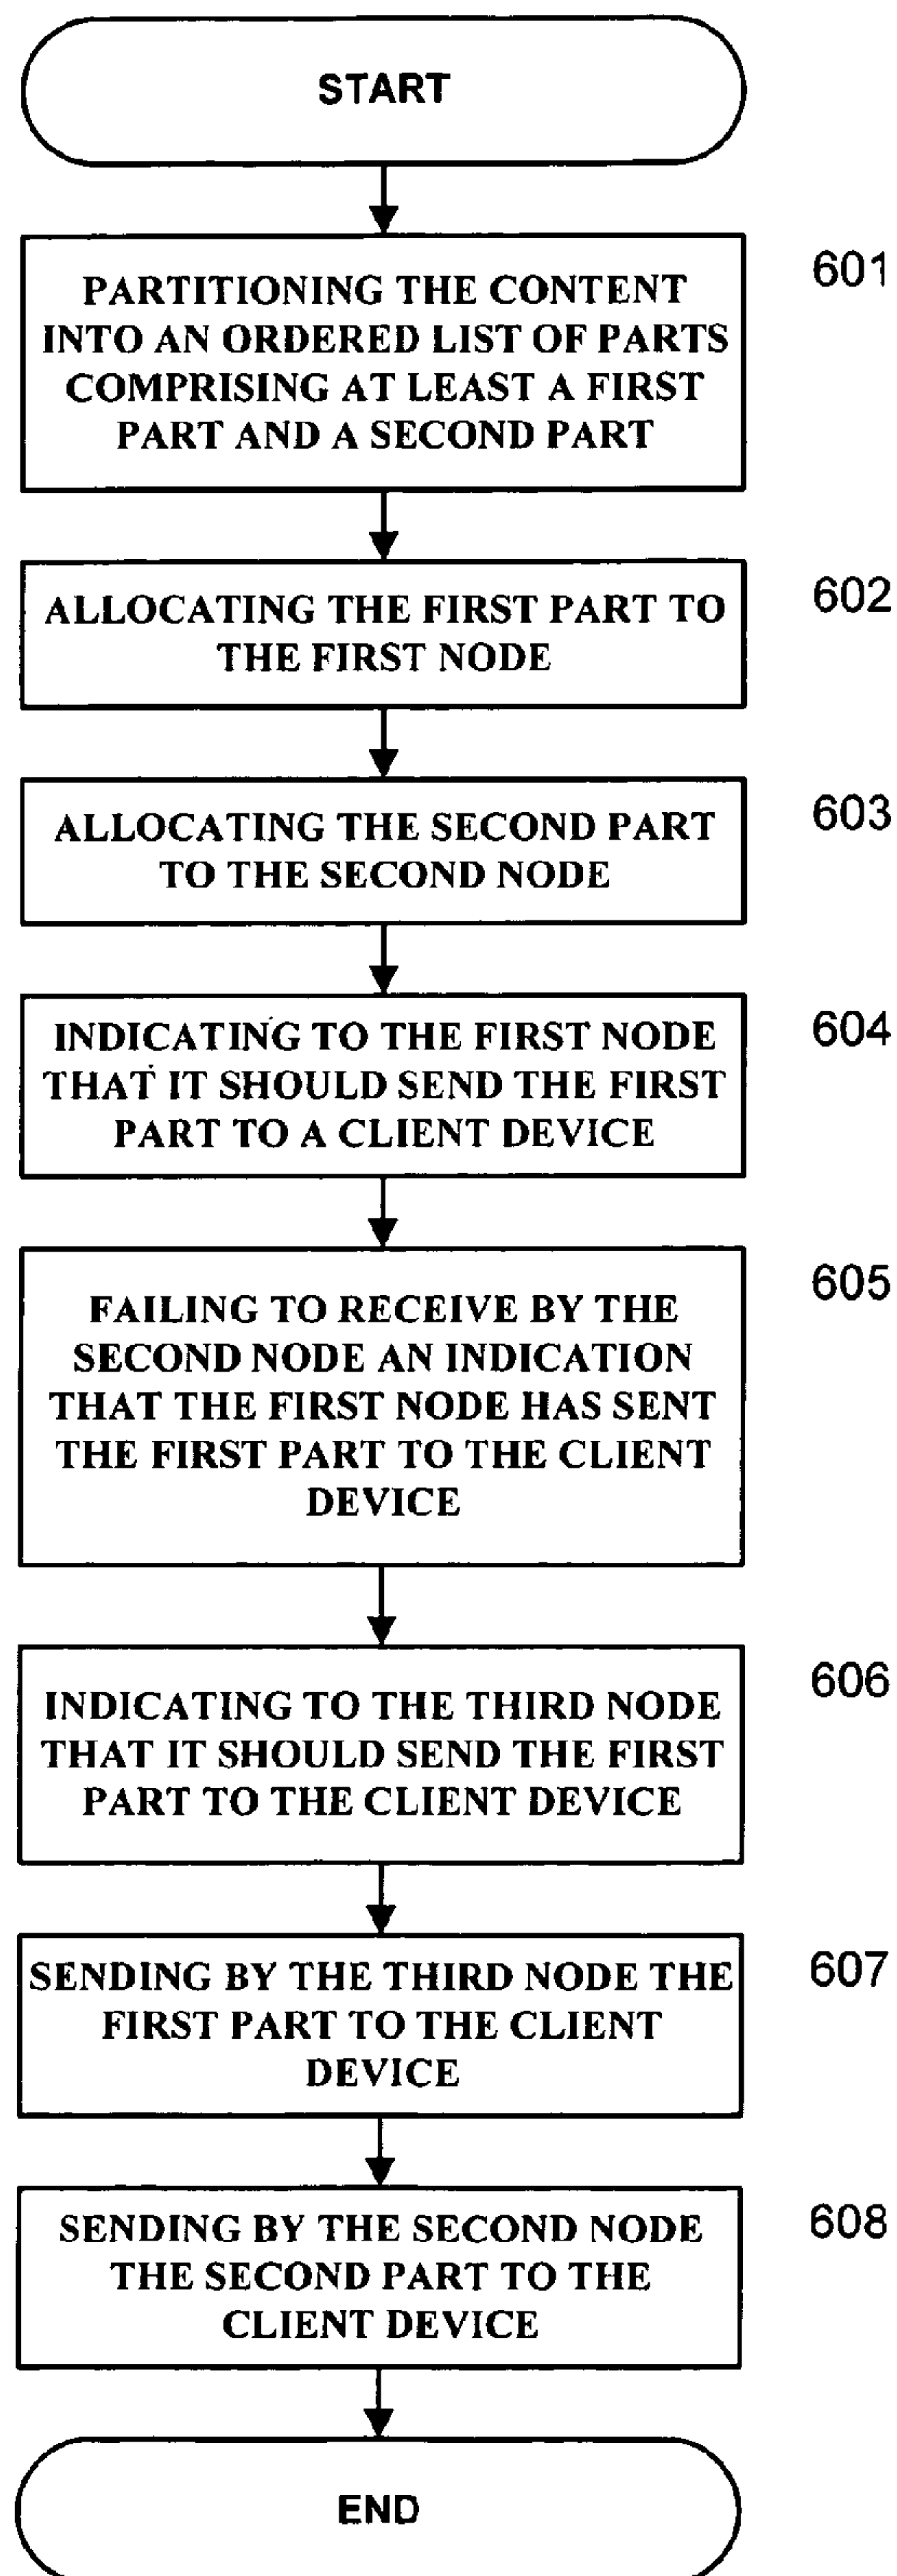 START
PARTITIONING THE CONTENT
INTO AN ORDERED LIST OF PARTS
COMPRISING AT LEAST A FIRST
PART AND A SECOND PART
601
ALLOCATING THE FIRST PART TO
THE FIRST NODE
602
ALLOCATING THE SECOND PART
TO THE SECOND NODE
603
INDICATING TO THE FIRST NODE
THAT IT SHOULD SEND THE FIRST
PART TO A CLIENT DEVICE
604
FAILING TO RECEIVE BY THE
SECOND NODE AN INDICATION
THAT THE FIRST NODE HAS SENT
THE FIRST PART TO THE CLIENT
DEVICE
605
INDICATING TO THE THIRD NODE
THAT IT SHOULD SEND THE FIRST
PART TO THE CLIENT DEVICE
606
SENDING BY THE THIRD NODE THE
FIRST PART TO THE CLIENT
DEVICE
607
SENDING BY THE SECOND NODE
THE SECOND PART TO THE
CLIENT DEVICE
608
END